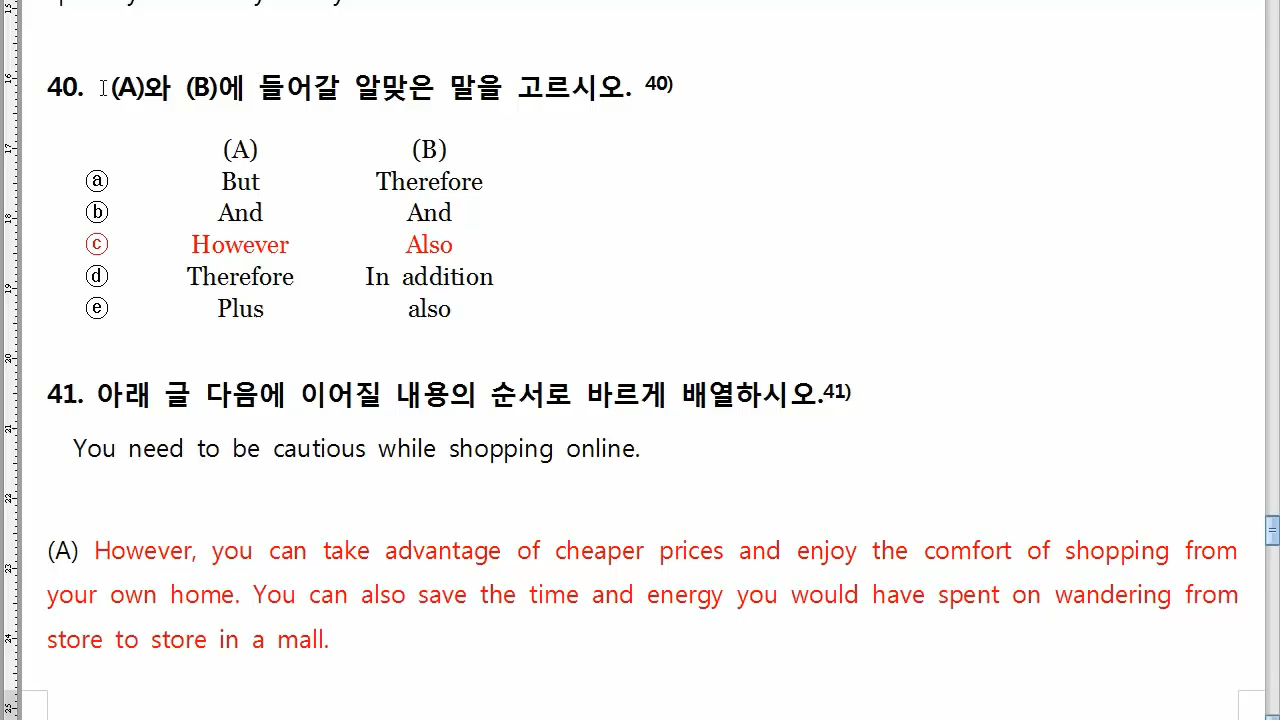 40. (A)와 (B)에 들어갈 알맞은 말을 고르시오. 40)
(A) (B)
ⓐ But Therefore
ⓑ And And
ⓒ However Also
ⓓ Therefore In addition
ⓔ Plus also
41. 아래 글 다음에 이어질 내용의 순서로 바르게 배열하시오.41)
You need to be cautious while shopping online.
(A) However, you can take advantage of cheaper prices and enjoy the comfort of shopping from
your own home. You can also save the time and energy you would have spent on wandering from
store to store in a mall.